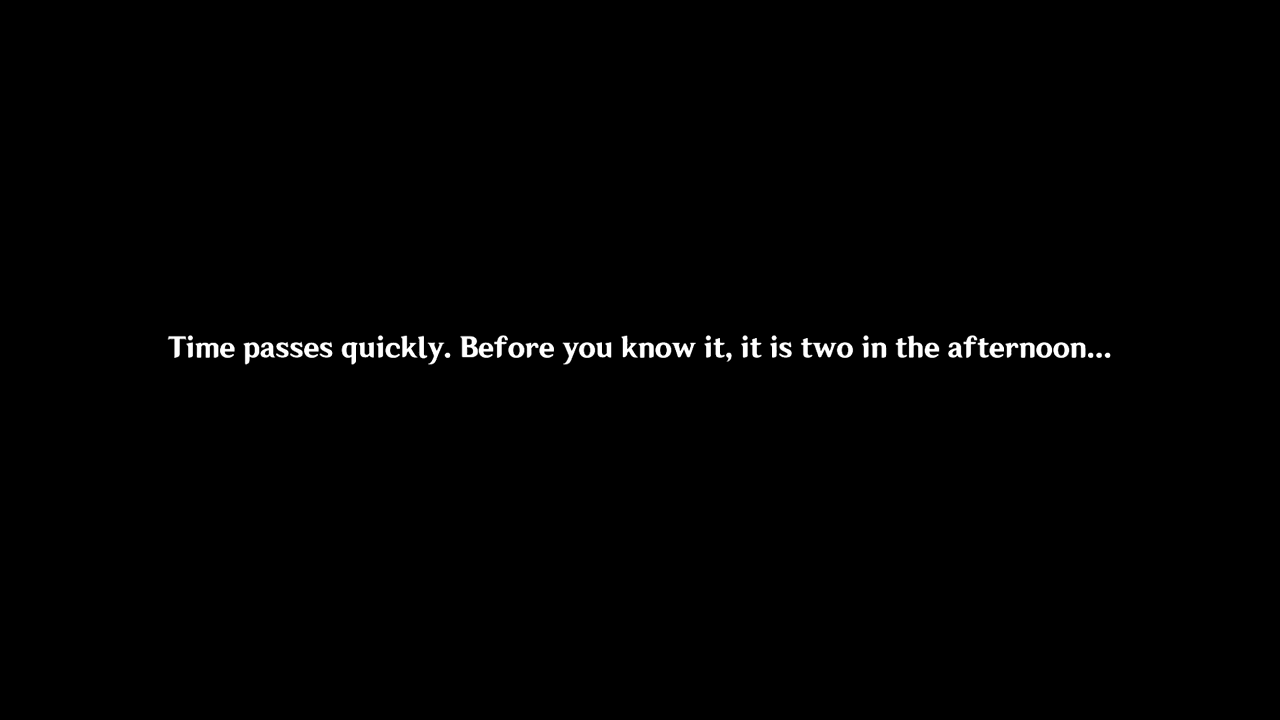 Time passes quickly. Before you know it, it is two in the afternoon...